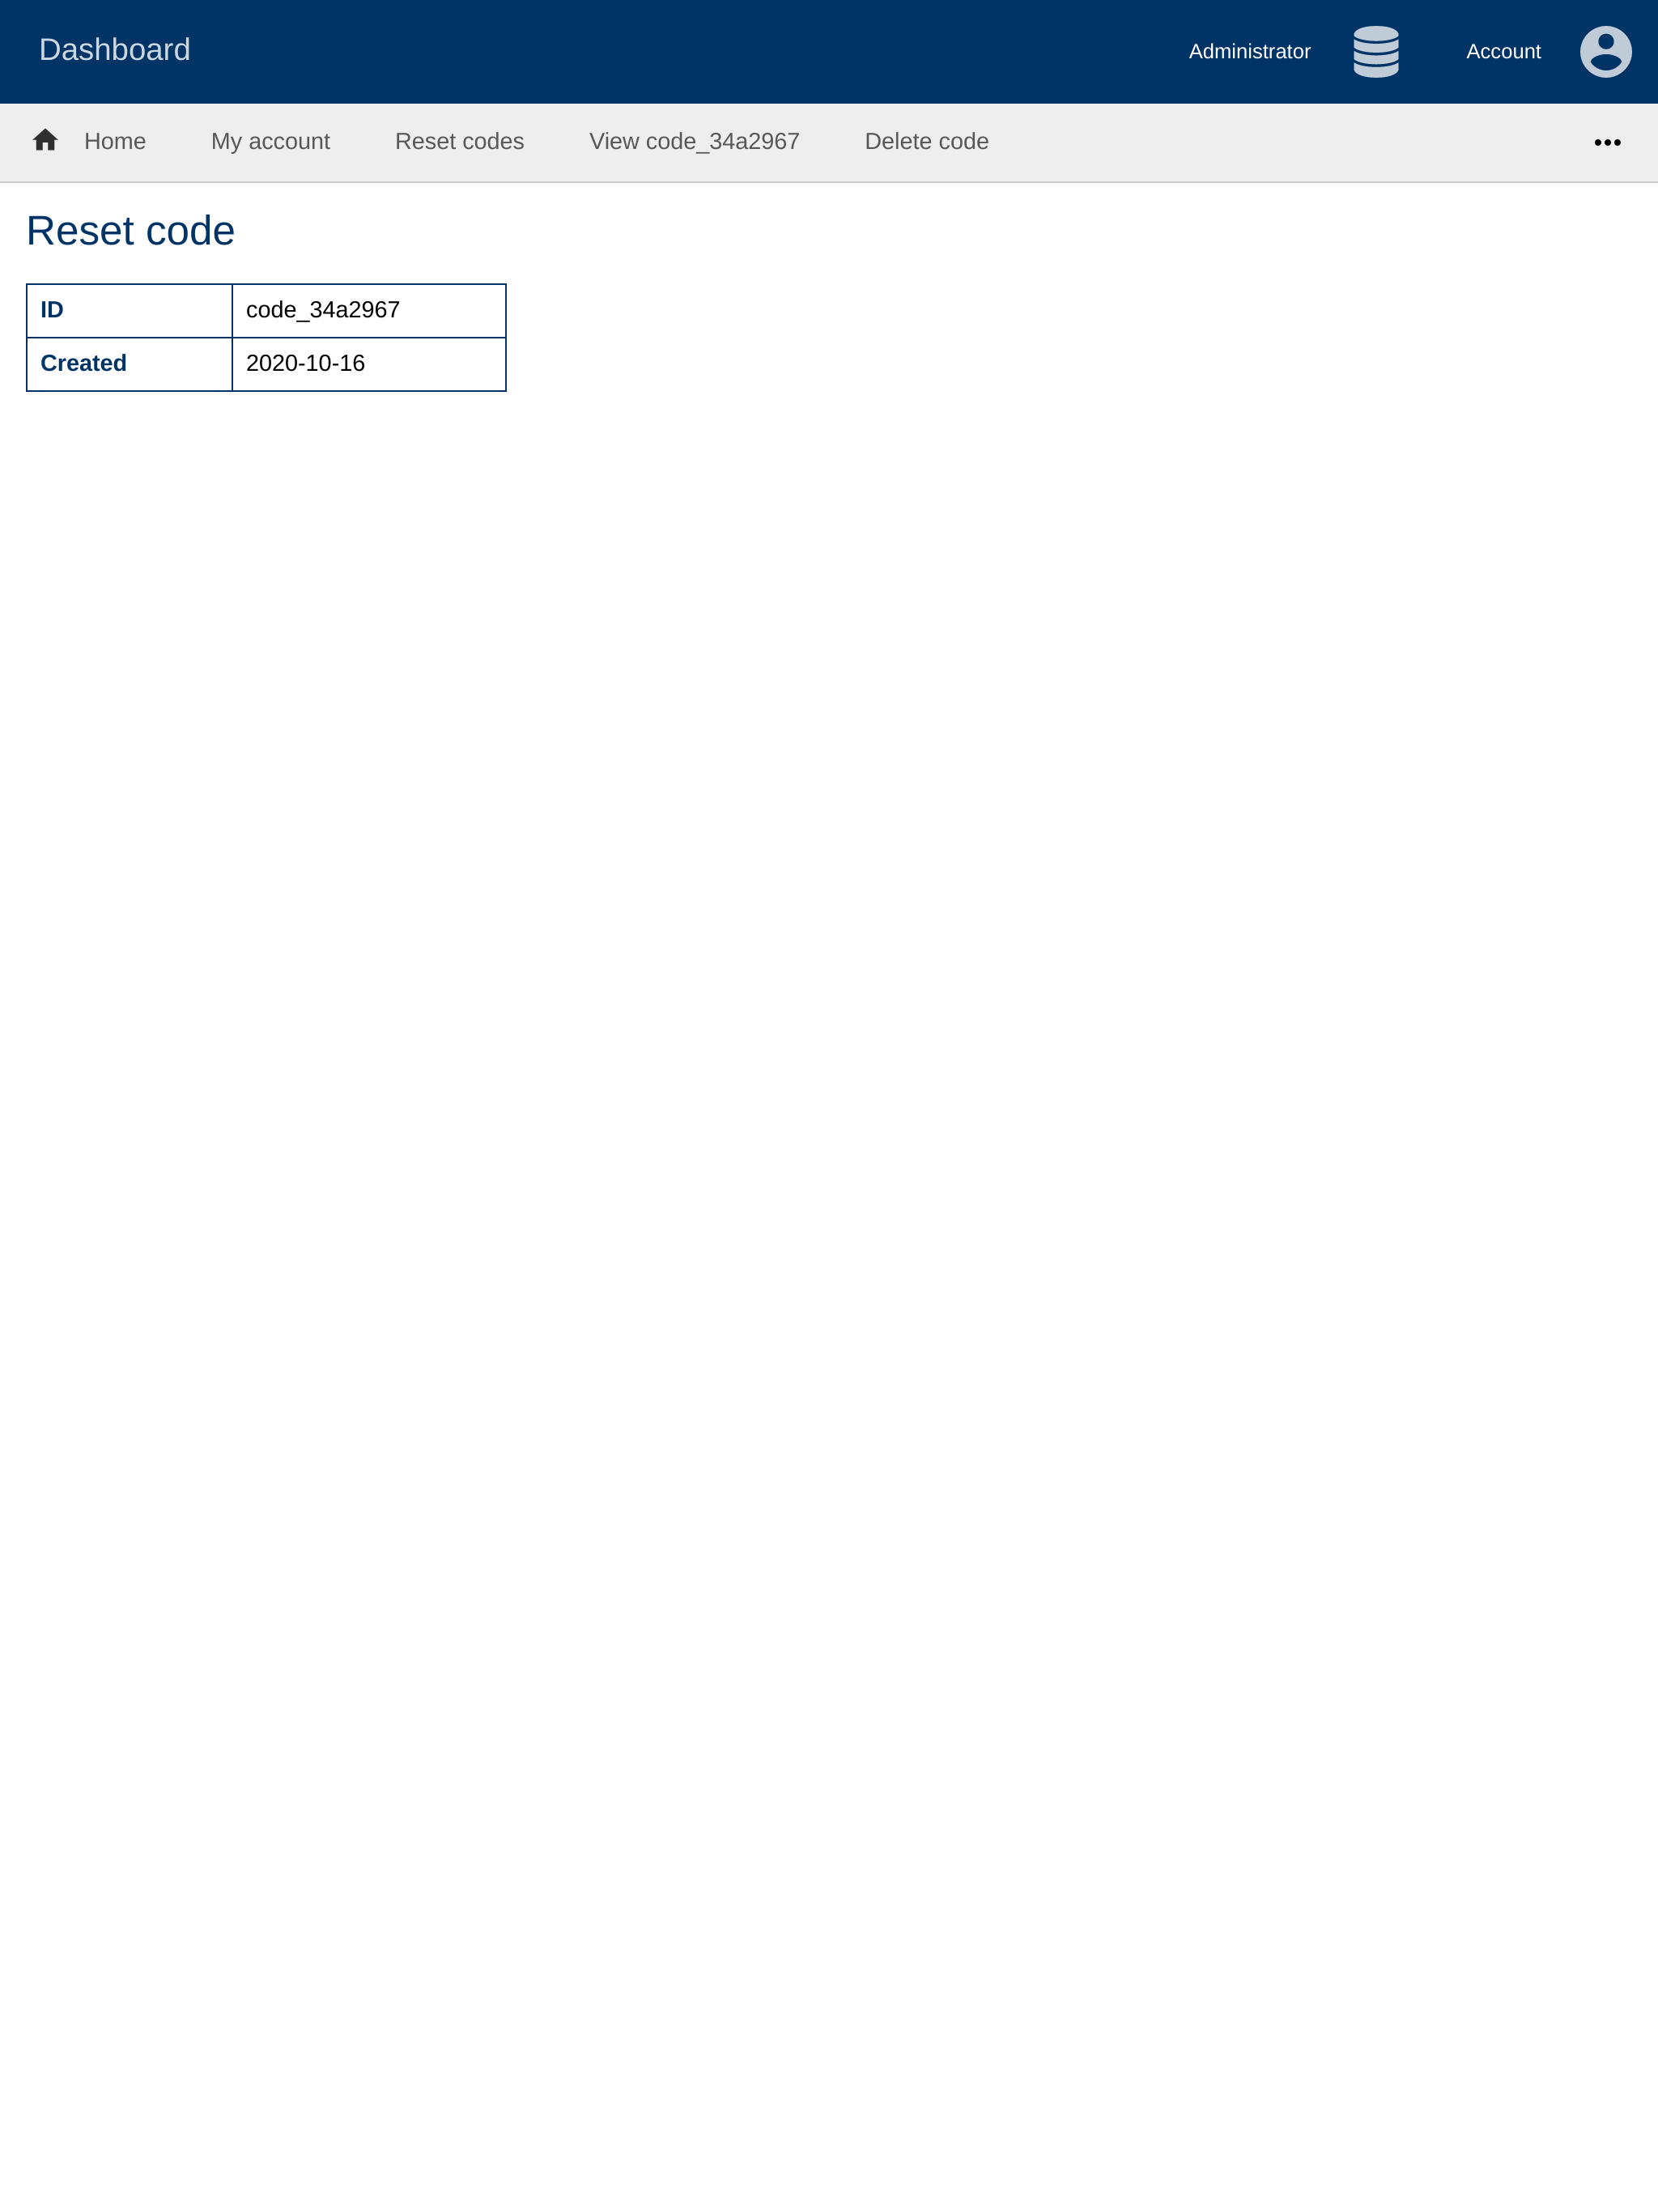 Dashboard Administrator Account
Home My account Reset codes View code_34a2967 Delete code •••
Reset code
ID code_34a2967
Created 2020-10-16